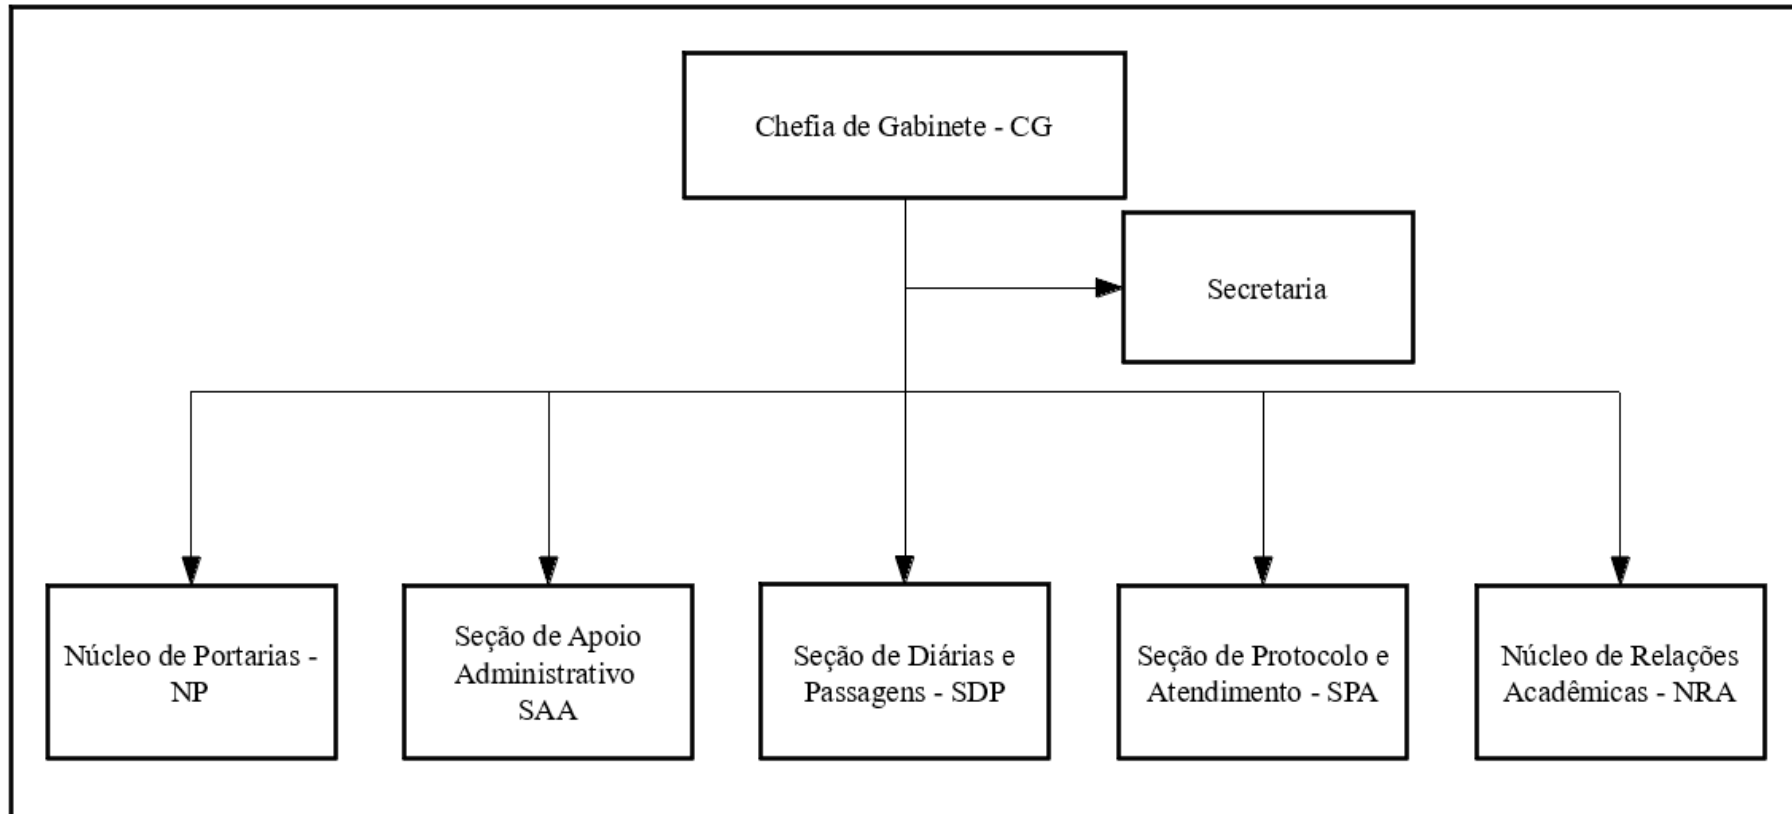 Chefia de Gabinete - CG
Secretaria
Núcleo de Portarias -
NP
Seção de Apoio
Administrativo
SAA
Seção de Diárias e
Passagens - SDP
Seção de Protocolo e
Atendimento - SPA
Núcleo de Relações
Acadêmicas - NRA